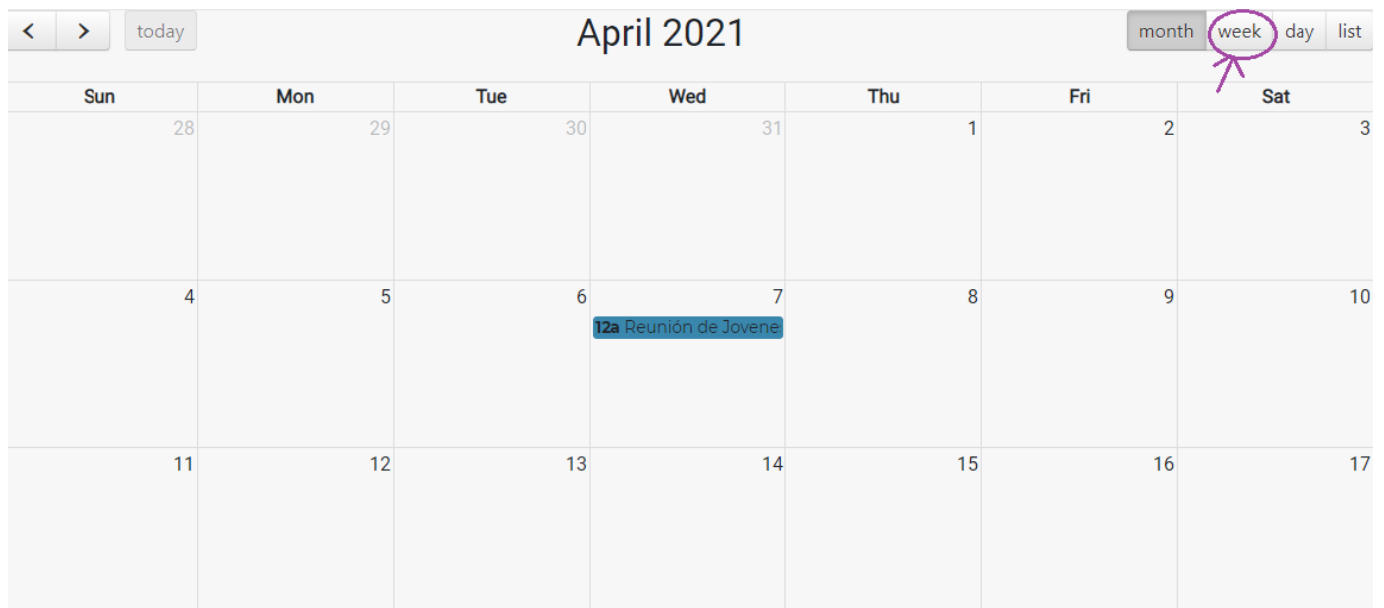 < > today April 2021 month week day list
Sun Mon Tue Wed Thu Fri Sat
28 29 30 31 1 2 3
4 5 6 7 8 9 10
12a Reunión de Jovene
11 12 13 14 15 16 17